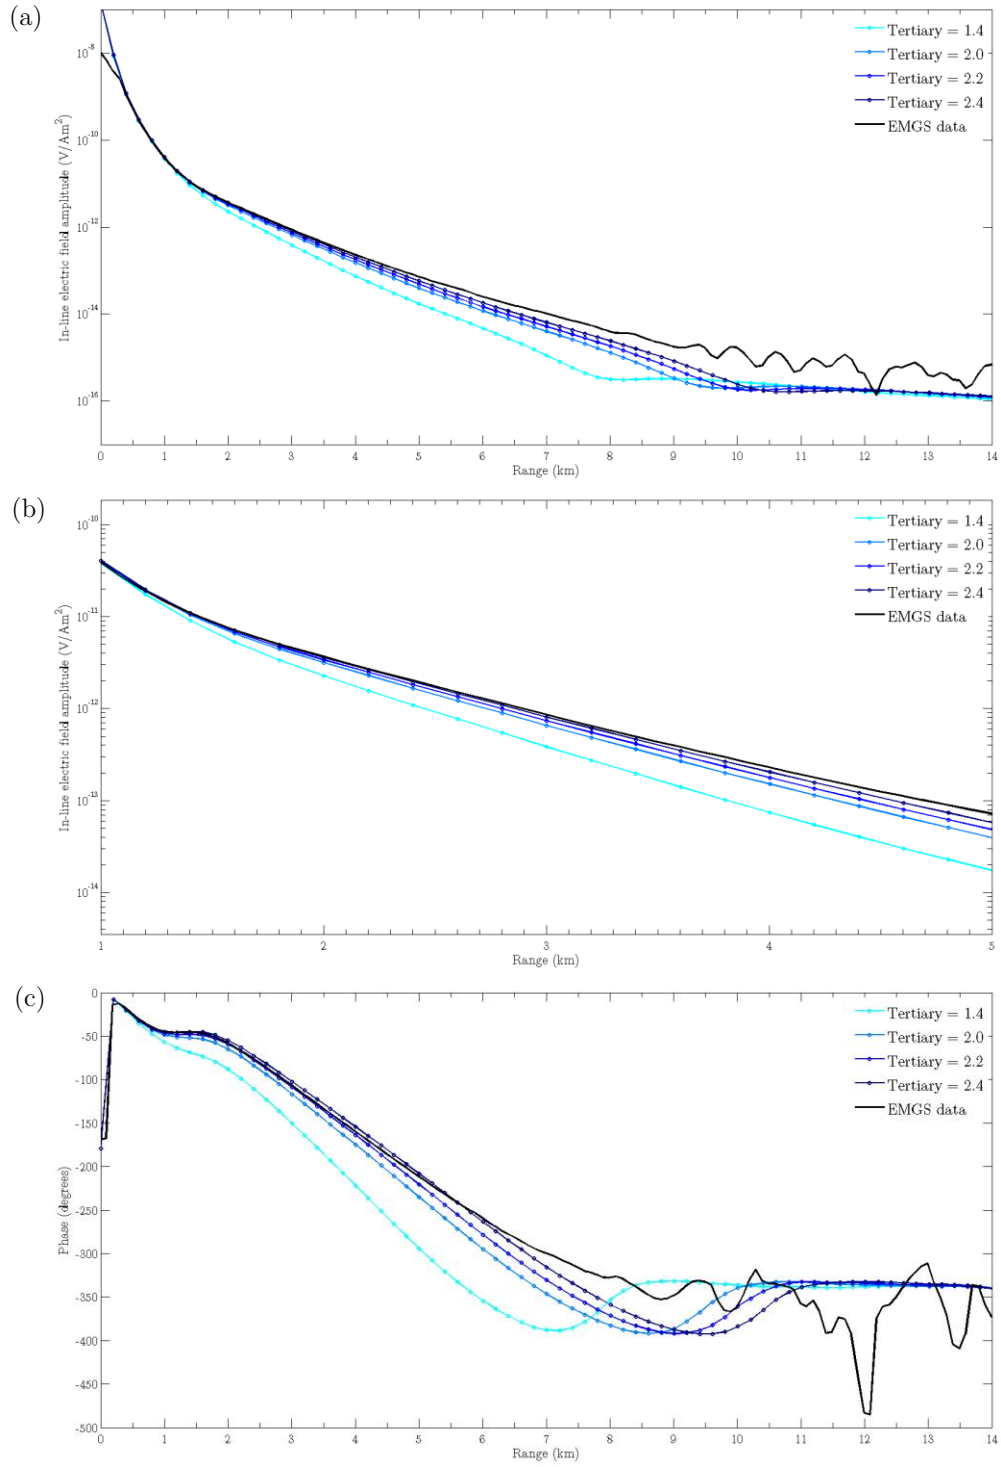 (a)
In-line electric field amplitude (V/Am²)
10⁻⁸
10⁻¹⁰
10⁻¹²
10⁻¹⁴
10⁻¹⁶
Tertiary = 1.4
Tertiary = 2.0
Tertiary = 2.2
Tertiary = 2.4
EMGS data
0 1 2 3 4 5 6 7 8 9 10 11 12 13 14
Range (km)
(b)
In-line electric field amplitude (V/Am²)
10⁻¹⁰
10⁻¹¹
10⁻¹²
10⁻¹³
10⁻¹⁴
Tertiary = 1.4
Tertiary = 2.0
Tertiary = 2.2
Tertiary = 2.4
EMGS data
1 2 3 4 5
Range (km)
(c)
Phase (degrees)
0
-50
-100
-150
-200
-250
-300
-350
-400
-450
-500
Tertiary = 1.4
Tertiary = 2.0
Tertiary = 2.2
Tertiary = 2.4
EMGS data
0 1 2 3 4 5 6 7 8 9 10 11 12 13 14
Range (km)